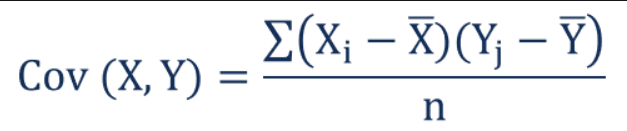 Cov (X, Y) = ∑(Xᵢ − X̅)(Yⱼ − Y̅) / n